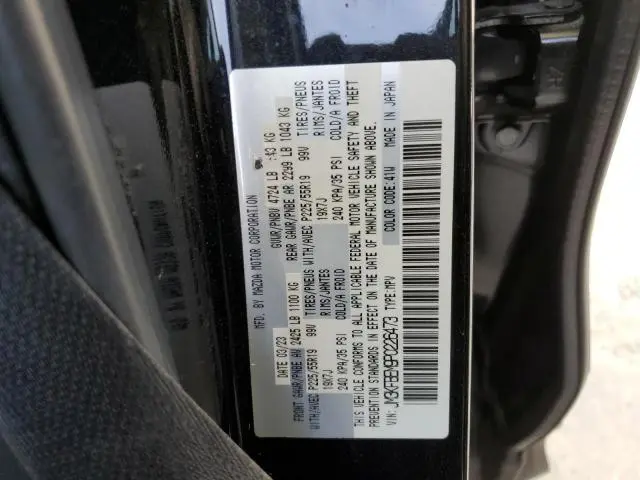 MFD. BY MAZDA MOTOR CORPORATION
DATE 03/23 GVWR/PNBV 4724 LB KG
FRONT GAWR/PNBE AV 2425 LB 1100 KG REAR GAWR/PNBE AR 2299 LB 1043 KG
WITH/AVEC P225/55R19 99V TIRES/PNEUS WITH/AVEC P225/55R19 99V TIRES/PNEUS
19X7J RIMS/JANTES 19X7J RIMS/JANTES
240 KPA/35 PSI COLD/A FROID 240 KPA/35 PSI COLD/A FROID
THIS VEHICLE CONFORMS TO ALL APPLICABLE FEDERAL MOTOR VEHICLE SAFETY AND THEFT
PREVENTION STANDARDS IN EFFECT ON THE DATE OF MANUFACTURE SHOWN ABOVE.
VIN: TYPE:MPV COLOR CODE:41W MADE IN JAPAN